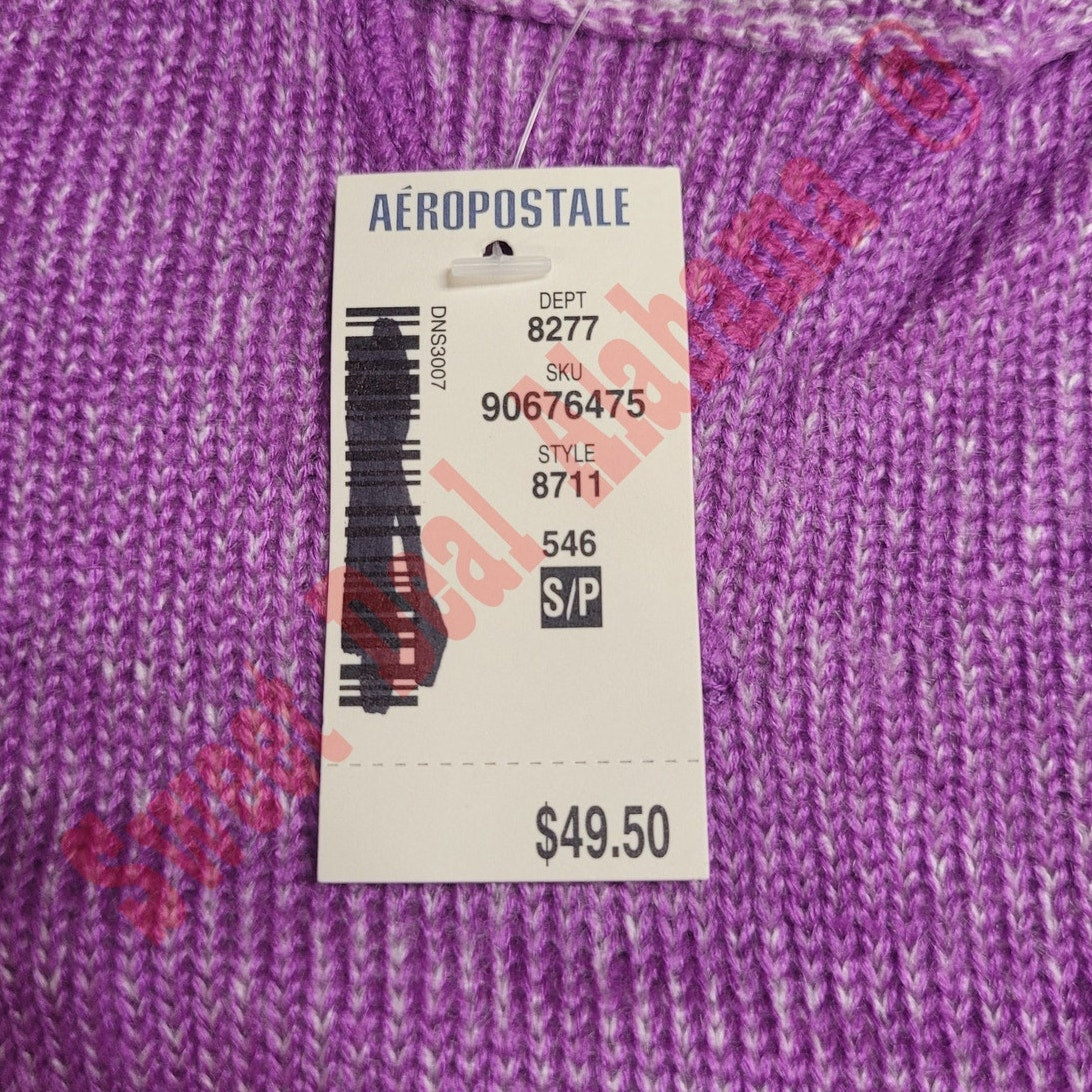 AÉROPOSTALE
DNS3007
DEPT
8277
SKU
90676475
STYLE
8711
546
S/P
$49.50
Sweet Deal Alabama ®